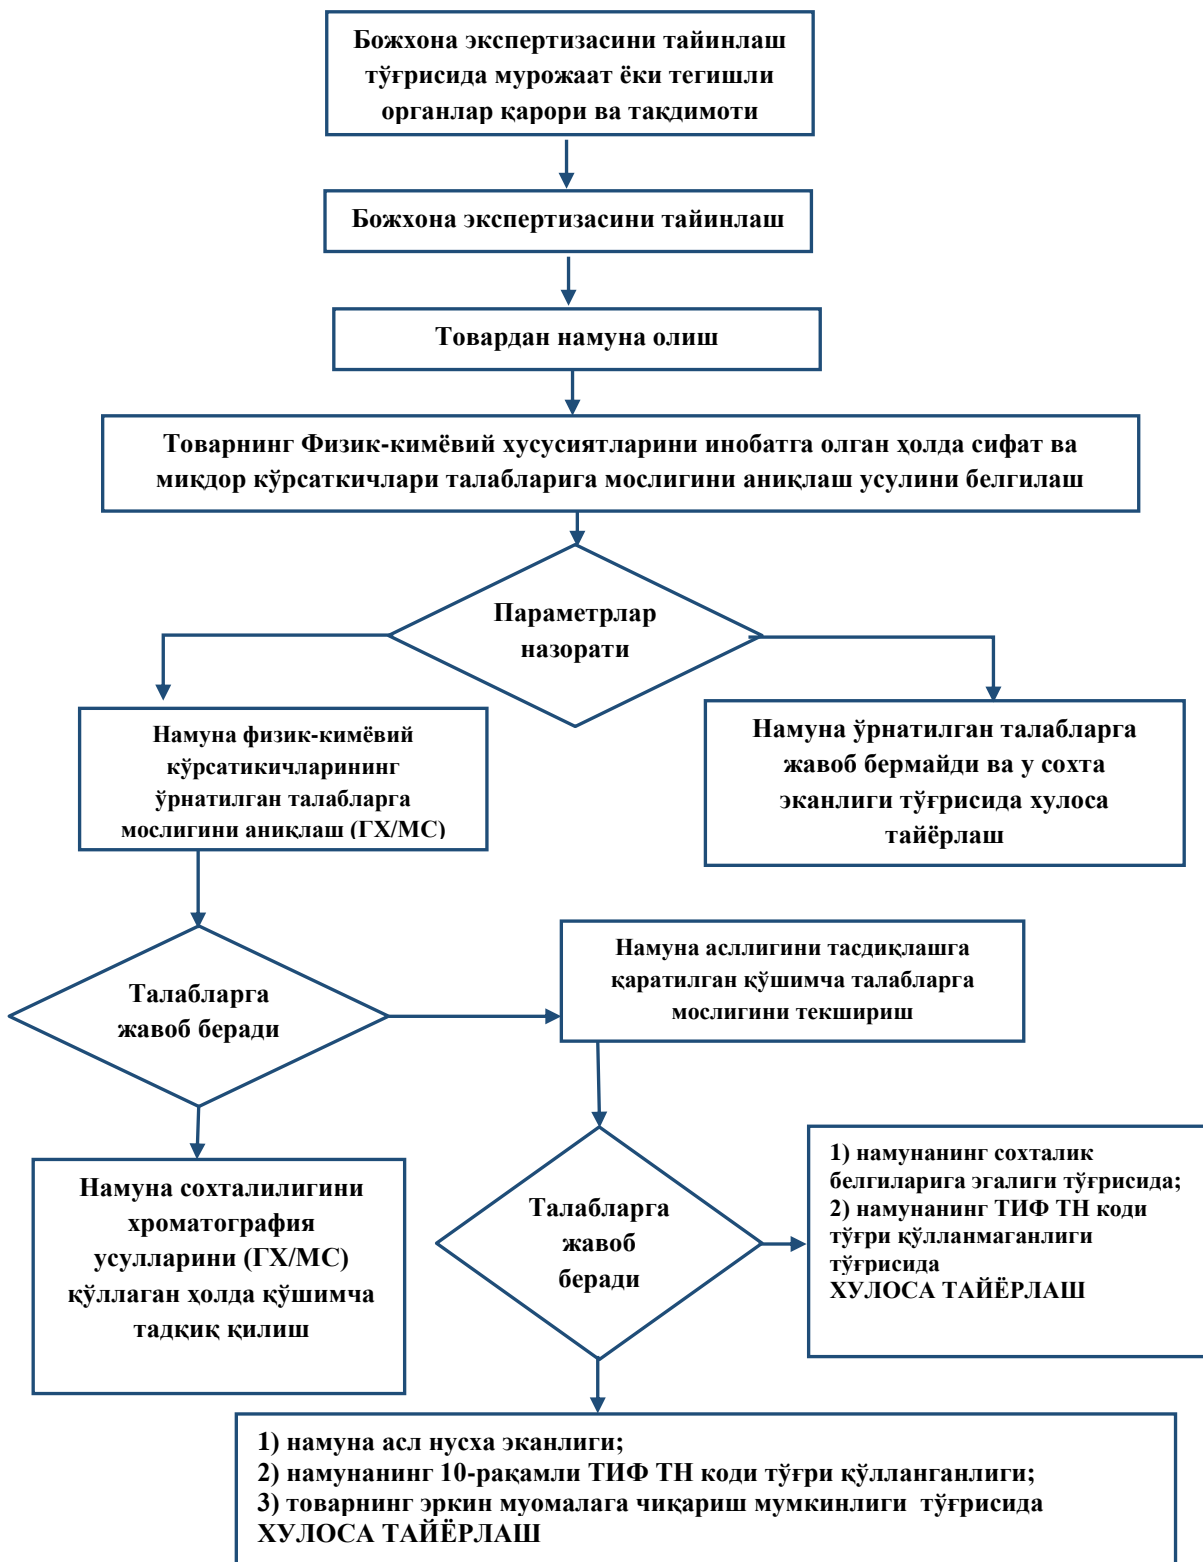 Божхона экспертизасини тайинлаш
тўғрисида мурожаат ёки тегишли
органлар қарори ва тақдимоти
Божхона экспертизасини тайинлаш
Товардан намуна олиш
Товарнинг Физик-кимёвий хусусиятларини инобатга олган ҳолда сифат ва
миқдор кўрсаткичлари талабларига мослигини аниқлаш усулини белгилаш
Параметрлар
назорати
Намуна физик-кимёвий
кўрсатикичларининг
ўрнатилган талабларга
мослигини аниқлаш (ГХ/МС)
Намуна ўрнатилган талабларга
жавоб бермайди ва у сохта
эканлиги тўғрисида хулоса
тайёрлаш
Талабларга
жавоб беради
Намуна асллигини тасдиқлашга
қаратилган қўшимча талабларга
мослигини текшириш
Намуна сохталилигини
хроматография
усулларини (ГХ/МС)
қўллаган ҳолда қўшимча
тадқиқ қилиш
Талабларга
жавоб
беради
1) намунанинг сохталик
белгиларига эгалиги тўғрисида;
2) намунанинг ТИФ ТН коди
тўғри қўлланмаганлиги
тўғрисида
ХУЛОСА ТАЙЁРЛАШ
1) намуна асл нусха эканлиги;
2) намунанинг 10-рақамли ТИФ ТН коди тўғри қўлланганлиги;
3) товарнинг эркин муомалага чиқариш мумкинлиги тўғрисида
ХУЛОСА ТАЙЁРЛАШ